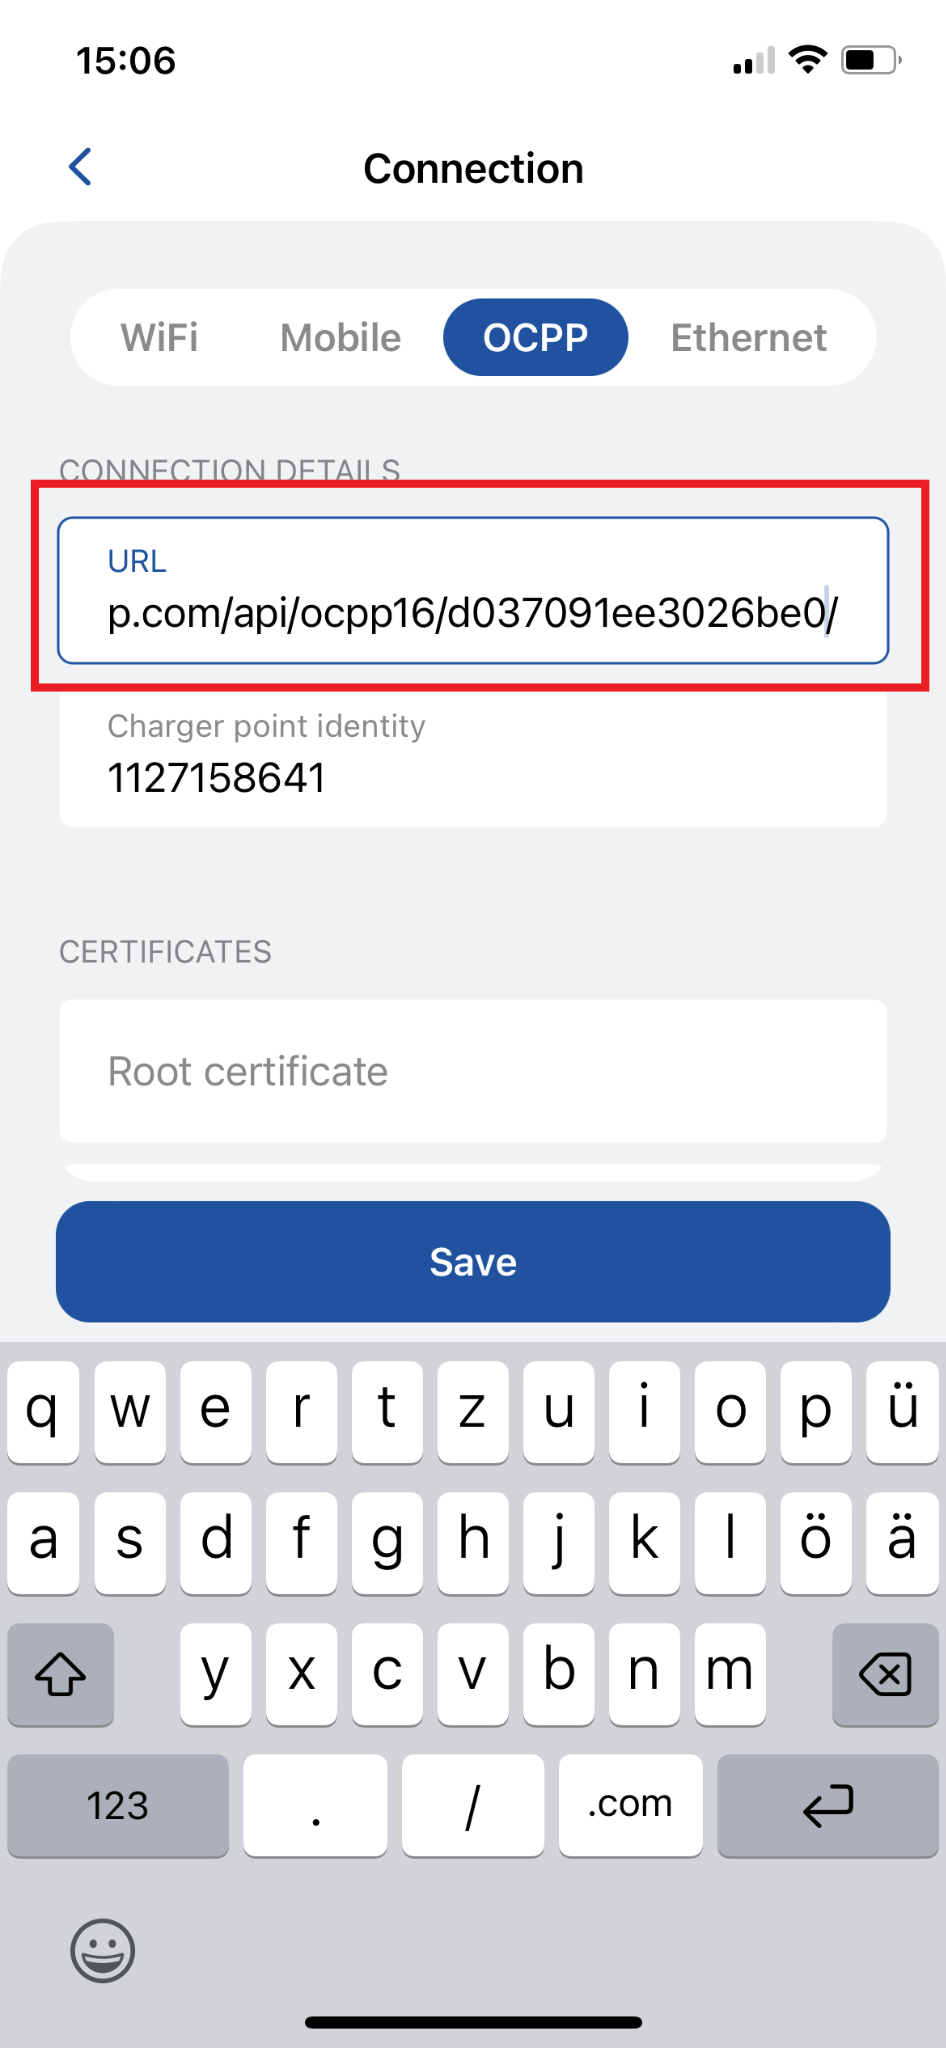 15:06
Connection
WiFi Mobile OCPP Ethernet
CONNECTION DETAILS
URL
p.com/api/ocpp16/d037091ee3026be0/
Charger point identity
1127158641
CERTIFICATES
Root certificate
Save
q w e r t z u i o p ü
a s d f g h j k l ö ä
y x c v b n m
123 . / .com